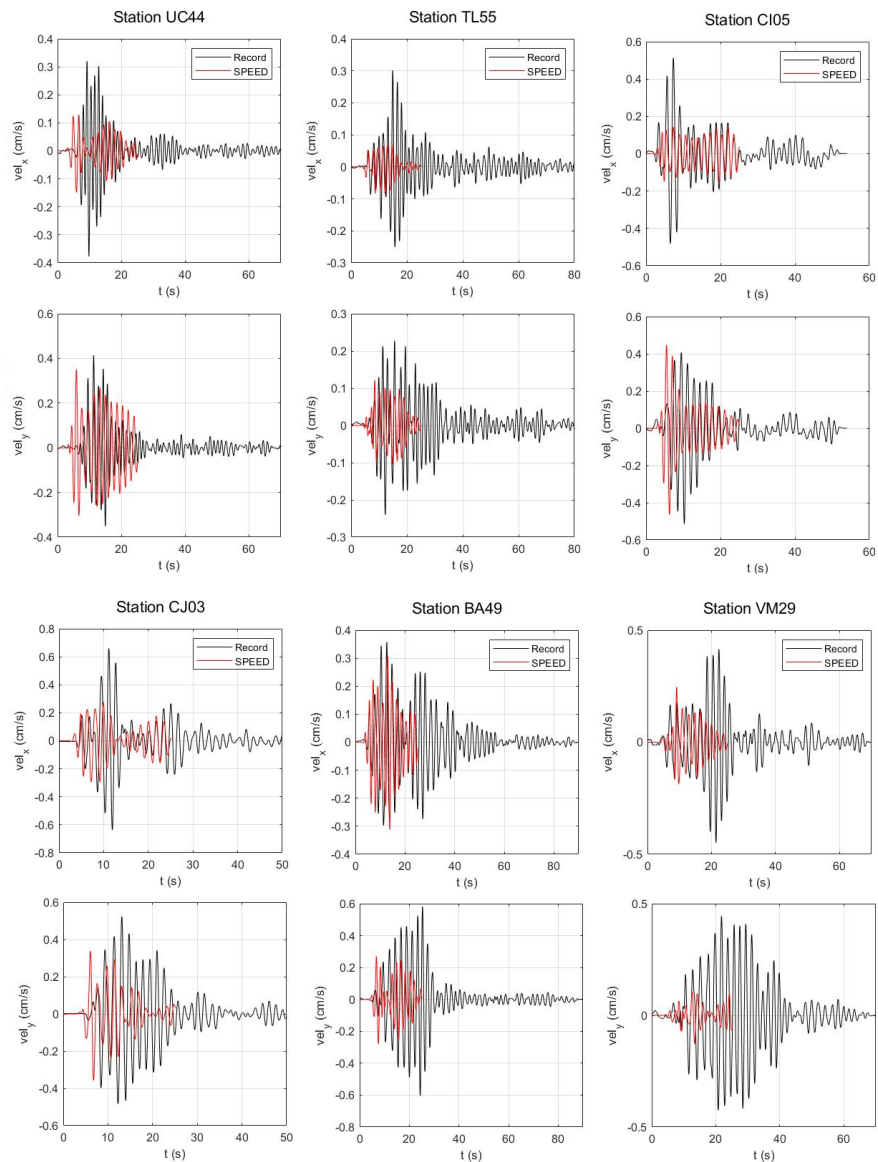 Station UC44
0.4
0.3
0.2
0.1
0
-0.1
-0.2
-0.3
-0.4
vel_x (cm/s)
Record
SPEED
0 20 40 60
t (s)
Station TL55
0.4
0.3
0.2
0.1
0
-0.1
-0.2
-0.3
vel_x (cm/s)
Record
SPEED
0 20 40 60 80
t (s)
Station CI05
0.6
0.4
0.2
0
-0.2
-0.4
-0.6
vel_x (cm/s)
Record
SPEED
0 20 40 60
t (s)
0.6
0.4
0.2
0
-0.2
-0.4
vel_y (cm/s)
0 20 40 60
t (s)
0.3
0.2
0.1
0
-0.1
-0.2
-0.3
vel_y (cm/s)
0 20 40 60 80
t (s)
0.6
0.4
0.2
0
-0.2
-0.4
-0.6
vel_y (cm/s)
0 20 40 60
t (s)
Station CJ03
0.8
0.6
0.4
0.2
0
-0.2
-0.4
-0.6
-0.8
vel_x (cm/s)
Record
SPEED
0 10 20 30 40 50
t (s)
Station BA49
0.4
0.3
0.2
0.1
0
-0.1
-0.2
-0.3
-0.4
vel_x (cm/s)
Record
SPEED
0 20 40 60 80
t (s)
Station VM29
0.5
0
-0.5
vel_x (cm/s)
Record
SPEED
0 20 40 60
t (s)
0.6
0.4
0.2
0
-0.2
-0.4
-0.6
vel_y (cm/s)
0 10 20 30 40 50
t (s)
0.6
0.4
0.2
0
-0.2
-0.4
-0.6
-0.8
vel_y (cm/s)
0 20 40 60 80
t (s)
0.5
0
-0.5
vel_y (cm/s)
0 20 40 60
t (s)